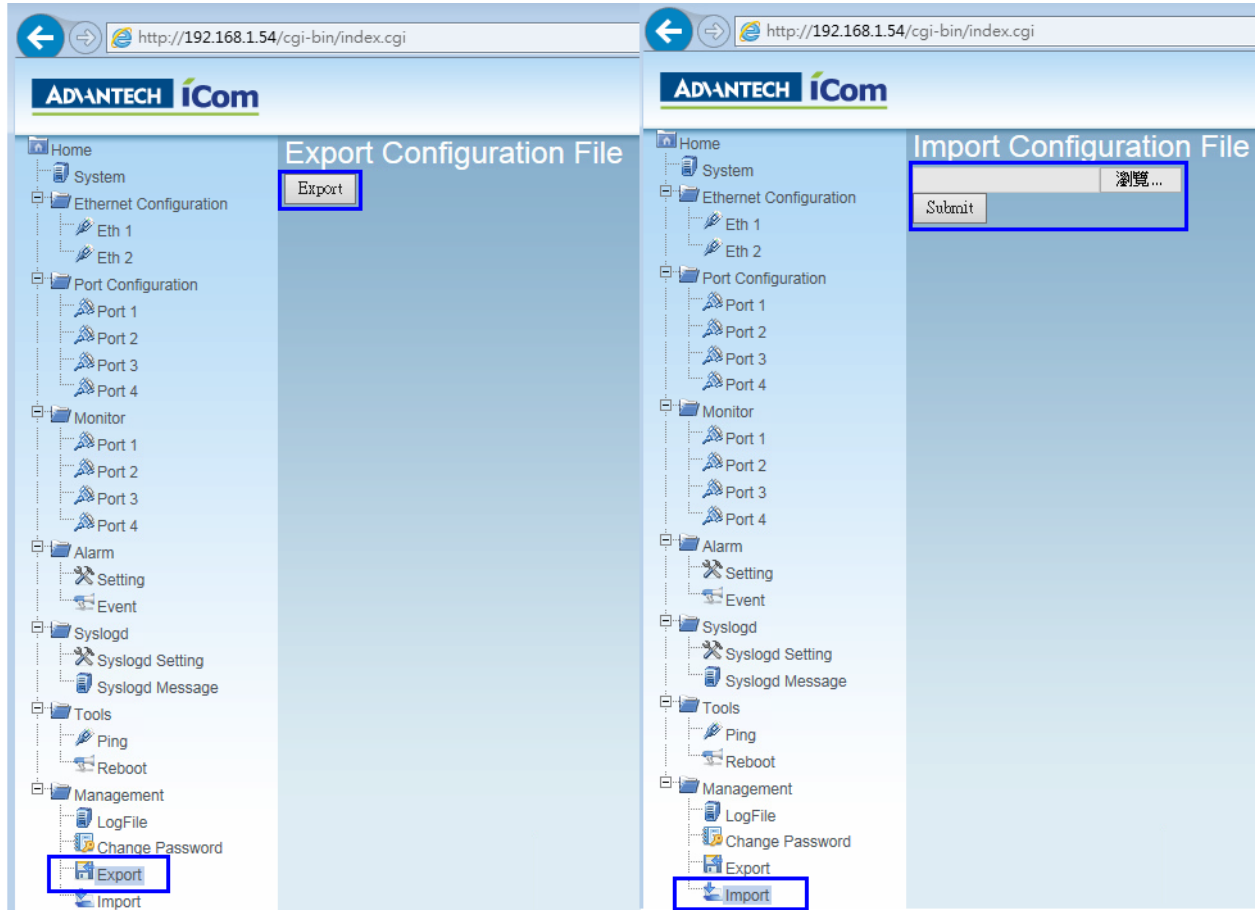 http://192.168.1.54/cgi-bin/index.cgi
ADVANTECH iCom
Home
System
Ethernet Configuration
Eth 1
Eth 2
Port Configuration
Port 1
Port 2
Port 3
Port 4
Monitor
Port 1
Port 2
Port 3
Port 4
Alarm
Setting
Event
Syslogd
Syslogd Setting
Syslogd Message
Tools
Ping
Reboot
Management
LogFile
Change Password
Export
Import
Export Configuration File
Export
http://192.168.1.54/cgi-bin/index.cgi
ADVANTECH iCom
Home
System
Ethernet Configuration
Eth 1
Eth 2
Port Configuration
Port 1
Port 2
Port 3
Port 4
Monitor
Port 1
Port 2
Port 3
Port 4
Alarm
Setting
Event
Syslogd
Syslogd Setting
Syslogd Message
Tools
Ping
Reboot
Management
LogFile
Change Password
Export
Import
Import Configuration File
瀏覽...
Submit